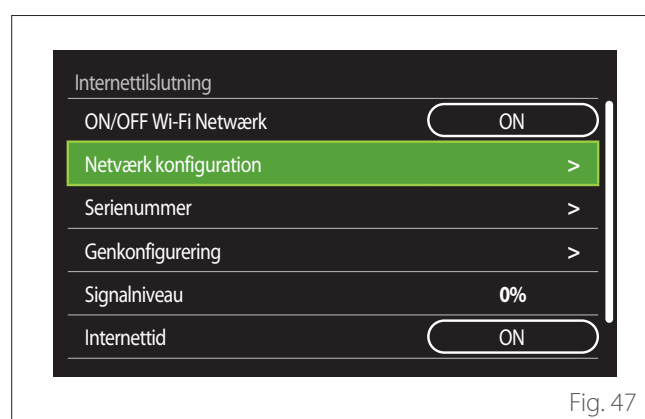 Internettilslutning
ON/OFF Wi-Fi Netwærk ON
Netværk konfiguration >
Serienummer >
Genkonfigurering >
Signalniveau 0%
Internettid ON
Fig. 47